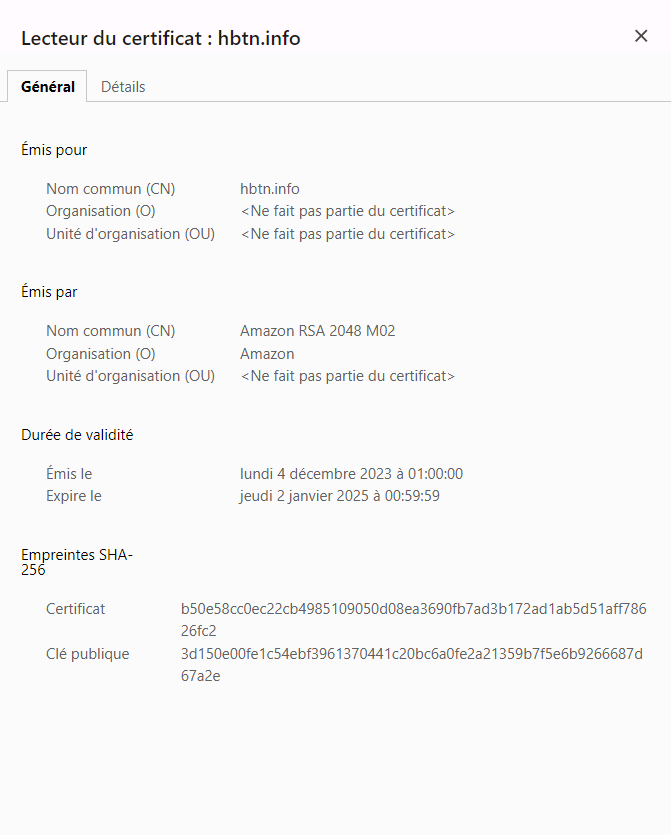 Lecteur du certificat : hbtn.info
Général Détails
Émis pour
Nom commun (CN) hbtn.info
Organisation (O) <Ne fait pas partie du certificat>
Unité d'organisation (OU) <Ne fait pas partie du certificat>
Émis par
Nom commun (CN) Amazon RSA 2048 M02
Organisation (O) Amazon
Unité d'organisation (OU) <Ne fait pas partie du certificat>
Durée de validité
Émis le lundi 4 décembre 2023 à 01:00:00
Expire le jeudi 2 janvier 2025 à 00:59:59
Empreintes SHA-
256
Certificat b50e58cc0ec22cb4985109050d08ea3690fb7ad3b172ad1ab5d51aff786
26fc2
Clé publique 3d150e00fe1c54ebf3961370441c20bc6a0fe2a21359b7f5e6b9266687d
67a2e